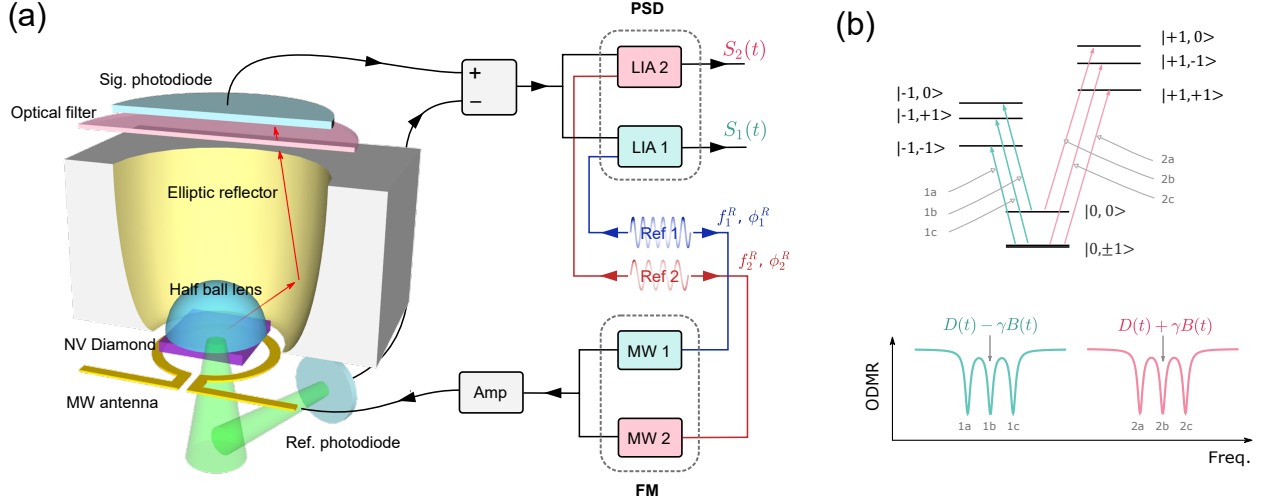 (a)
PSD
Sig. photodiode
Optical filter
Elliptic reflector
Half ball lens
NV Diamond
MW antenna
Ref. photodiode
+
−
LIA 2
S₂(t)
LIA 1
S₁(t)
Ref 1
f₁ᴿ, ϕ₁ᴿ
Ref 2
f₂ᴿ, ϕ₂ᴿ
MW 1
Amp
MW 2
FM
(b)
|+1, 0>
|+1,-1>
|+1,+1>
|-1, 0>
|-1,+1>
|-1,-1>
1a
1b
1c
2a
2b
2c
|0, 0>
|0,±1>
D(t) − γB(t)
D(t) + γB(t)
ODMR
1a 1b 1c
2a 2b 2c
Freq.